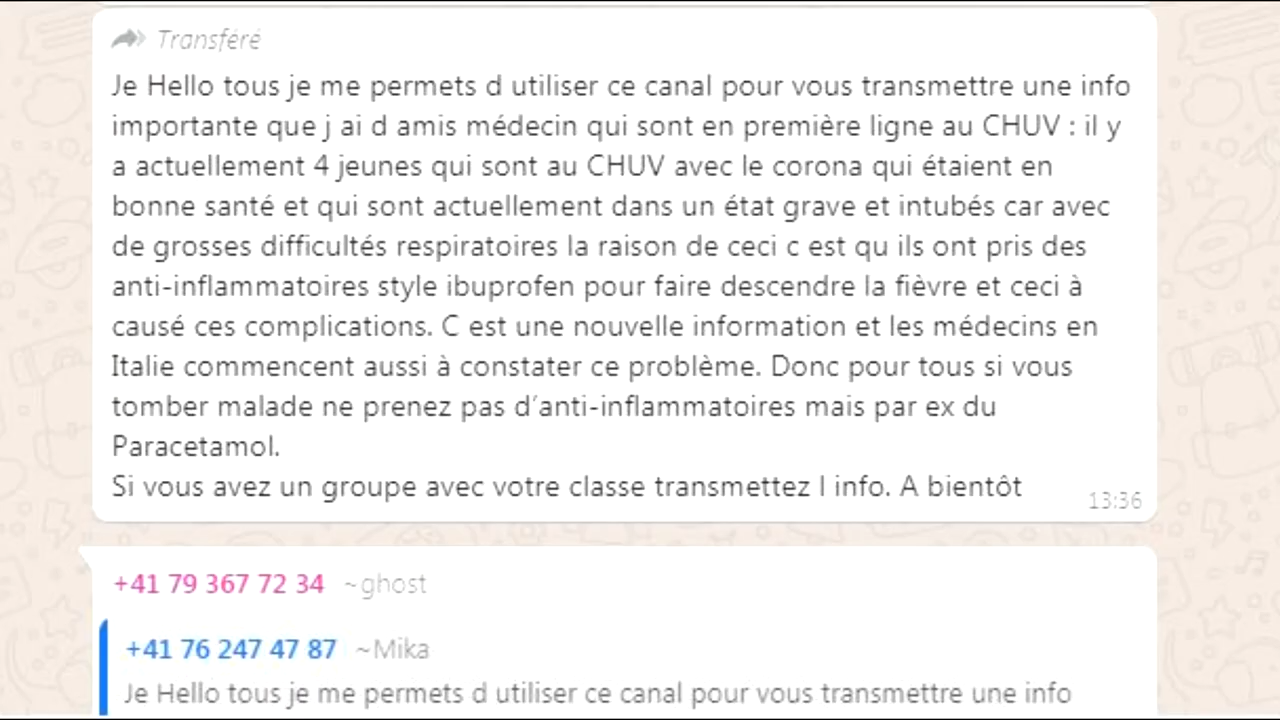 Transféré
Je Hello tous je me permets d utiliser ce canal pour vous transmettre une info
importante que j ai d amis médecin qui sont en première ligne au CHUV : il y
a actuellement 4 jeunes qui sont au CHUV avec le corona qui étaient en
bonne santé et qui sont actuellement dans un état grave et intubés car avec
de grosses difficultés respiratoires la raison de ceci c est qu ils ont pris des
anti-inflammatoires style ibuprofen pour faire descendre la fièvre et ceci à
causé ces complications. C est une nouvelle information et les médecins en
Italie commencent aussi à constater ce problème. Donc pour tous si vous
tomber malade ne prenez pas d'anti-inflammatoires mais par ex du
Paracetamol.
Si vous avez un groupe avec votre classe transmettez l info. A bientôt
13:36
+41 79 367 72 34 ~ghost
+41 76 247 47 87 ~Mika
Je Hello tous je me permets d utiliser ce canal pour vous transmettre une info